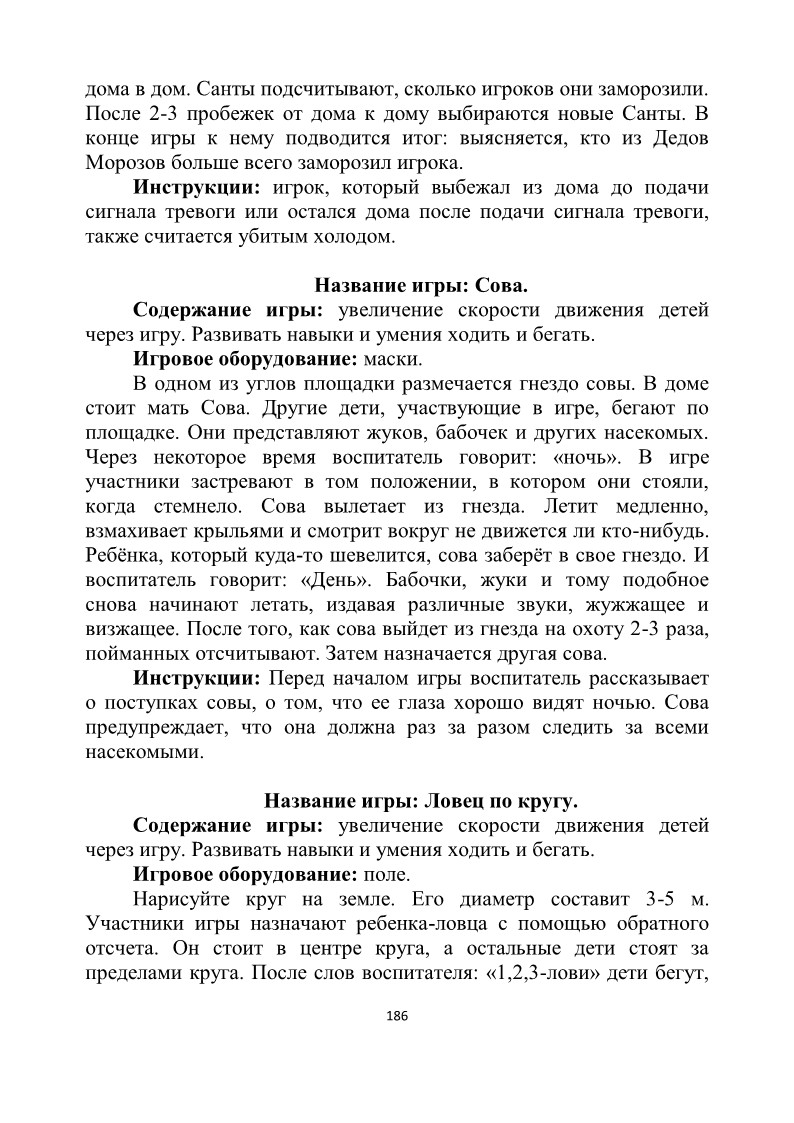 дома в дом. Санты подсчитывают, сколько игроков они заморозили.
После 2-3 пробежек от дома к дому выбираются новые Санты. В
конце игры к нему подводится итог: выясняется, кто из Дедов
Морозов больше всего заморозил игрока.
Инструкции: игрок, который выбежал из дома до подачи
сигнала тревоги или остался дома после подачи сигнала тревоги,
также считается убитым холодом.
Название игры: Сова.
Содержание игры: увеличение скорости движения детей
через игру. Развивать навыки и умения ходить и бегать.
Игровое оборудование: маски.
В одном из углов площадки размечается гнездо совы. В доме
стоит мать Сова. Другие дети, участвующие в игре, бегают по
площадке. Они представляют жуков, бабочек и других насекомых.
Через некоторое время воспитатель говорит: «ночь». В игре
участники застревают в том положении, в котором они стояли,
когда стемнело. Сова вылетает из гнезда. Летит медленно,
взмахивает крыльями и смотрит вокруг не движется ли кто-нибудь.
Ребёнка, который куда-то шевелится, сова заберёт в свое гнездо. И
воспитатель говорит: «День». Бабочки, жуки и тому подобное
снова начинают летать, издавая различные звуки, жужжащее и
визжащее. После того, как сова выйдет из гнезда на охоту 2-3 раза,
пойманных отсчитывают. Затем назначается другая сова.
Инструкции: Перед началом игры воспитатель рассказывает
о поступках совы, о том, что ее глаза хорошо видят ночью. Сова
предупреждает, что она должна раз за разом следить за всеми
насекомыми.
Название игры: Ловец по кругу.
Содержание игры: увеличение скорости движения детей
через игру. Развивать навыки и умения ходить и бегать.
Игровое оборудование: поле.
Нарисуйте круг на земле. Его диаметр составит 3-5 м.
Участники игры назначают ребенка-ловца с помощью обратного
отсчета. Он стоит в центре круга, а остальные дети стоят за
пределами круга. После слов воспитателя: «1,2,3-лови» дети бегут,
186